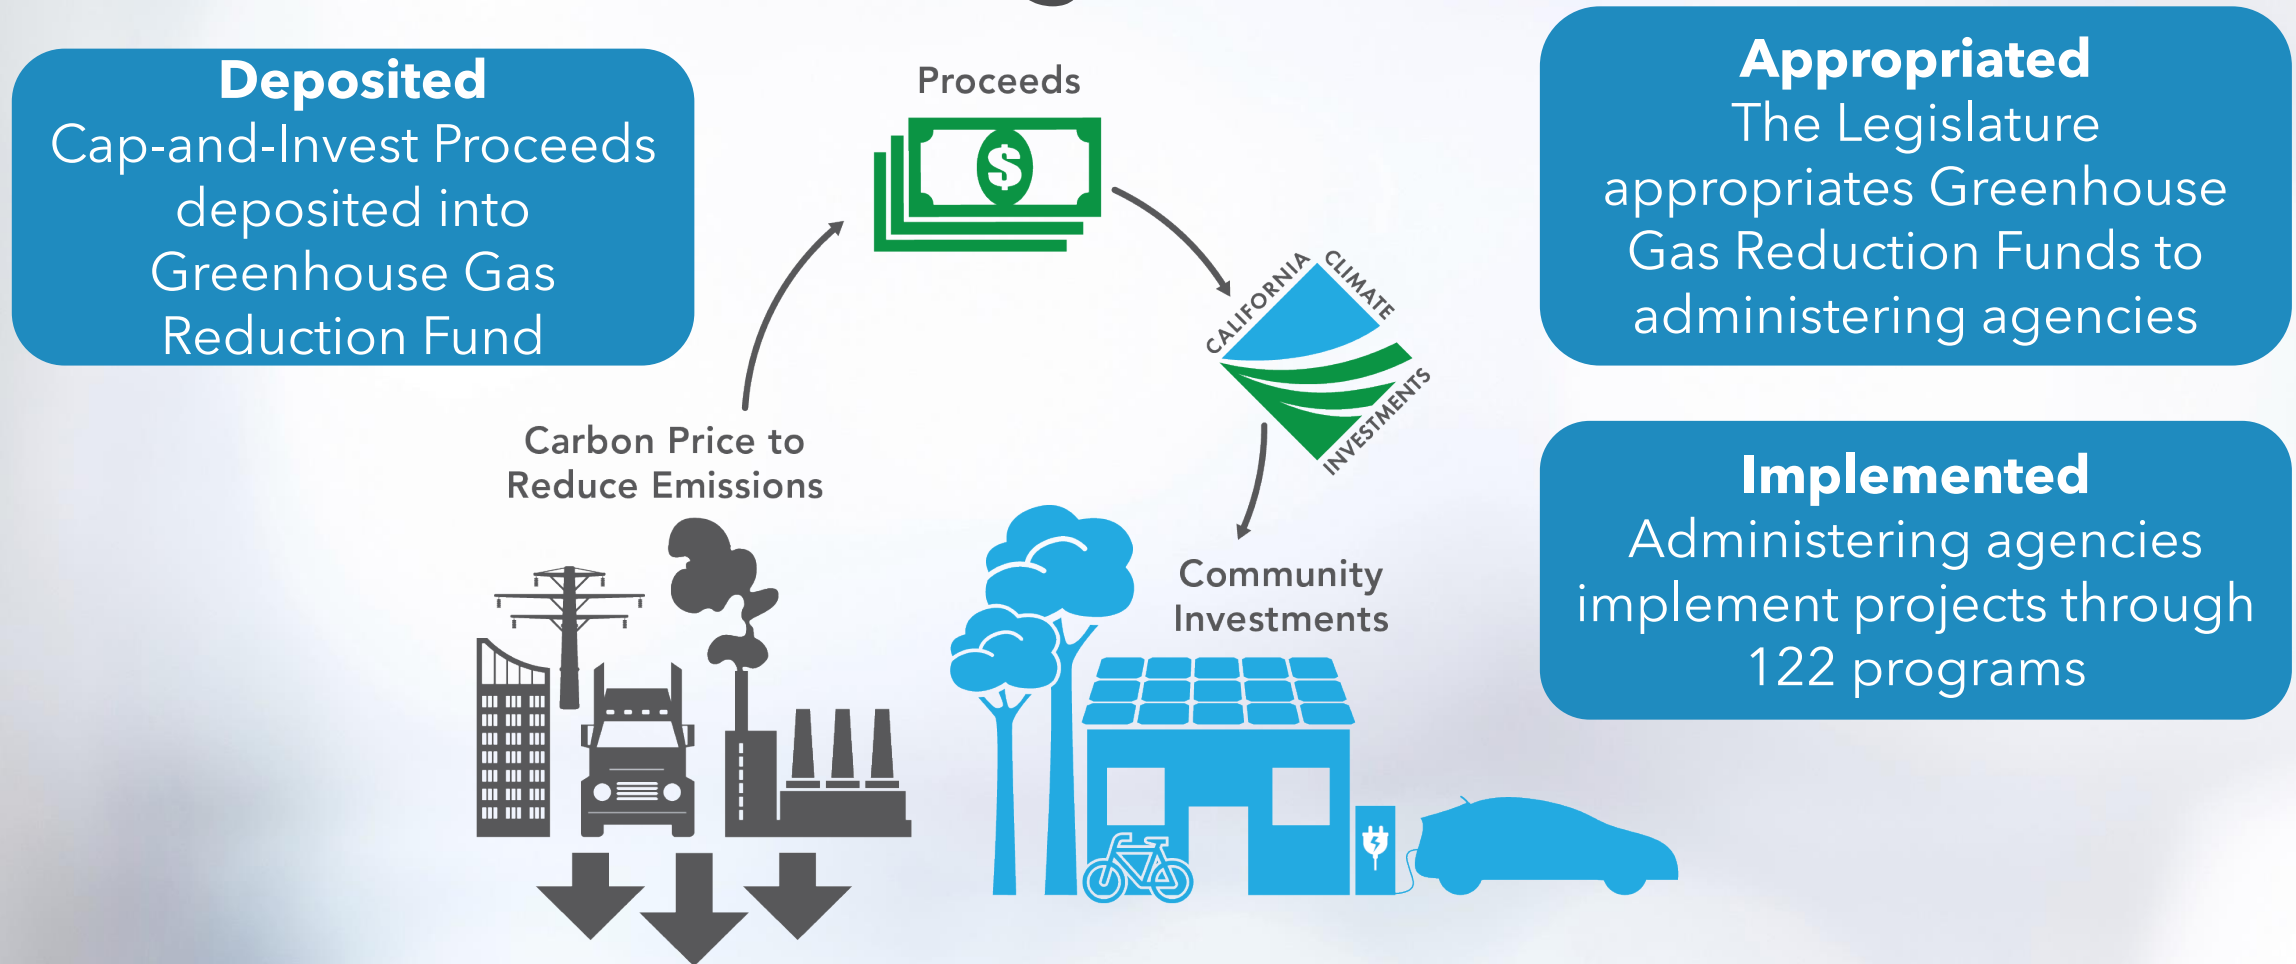 Deposited
Cap-and-Invest Proceeds
deposited into
Greenhouse Gas
Reduction Fund
Proceeds
$
CALIFORNIA
CLIMATE
INVESTMENTS
Carbon Price to
Reduce Emissions
Community
Investments
Appropriated
The Legislature
appropriates Greenhouse
Gas Reduction Funds to
administering agencies
Implemented
Administering agencies
implement projects through
122 programs